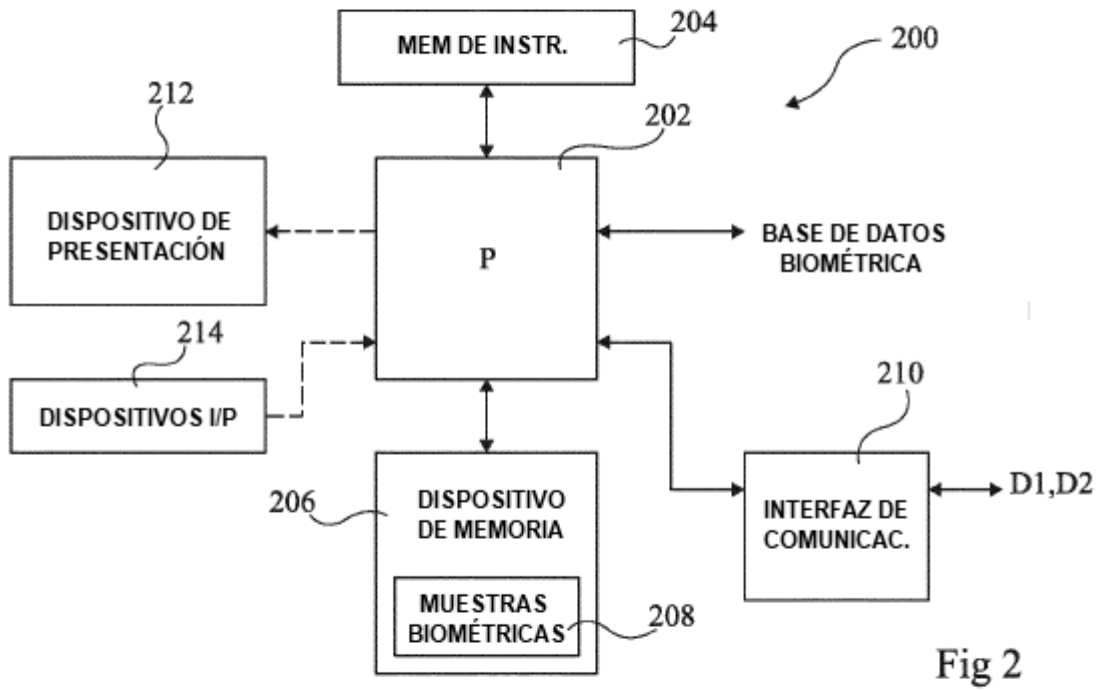 MEM DE INSTR.
204
200
212
202
DISPOSITIVO DE
PRESENTACIÓN
P
BASE DE DATOS
BIOMÉTRICA
214
DISPOSITIVOS I/P
210
206
DISPOSITIVO
DE MEMORIA
INTERFAZ DE
COMUNICAC.
D1,D2
MUESTRAS
BIOMÉTRICAS
208
Fig 2